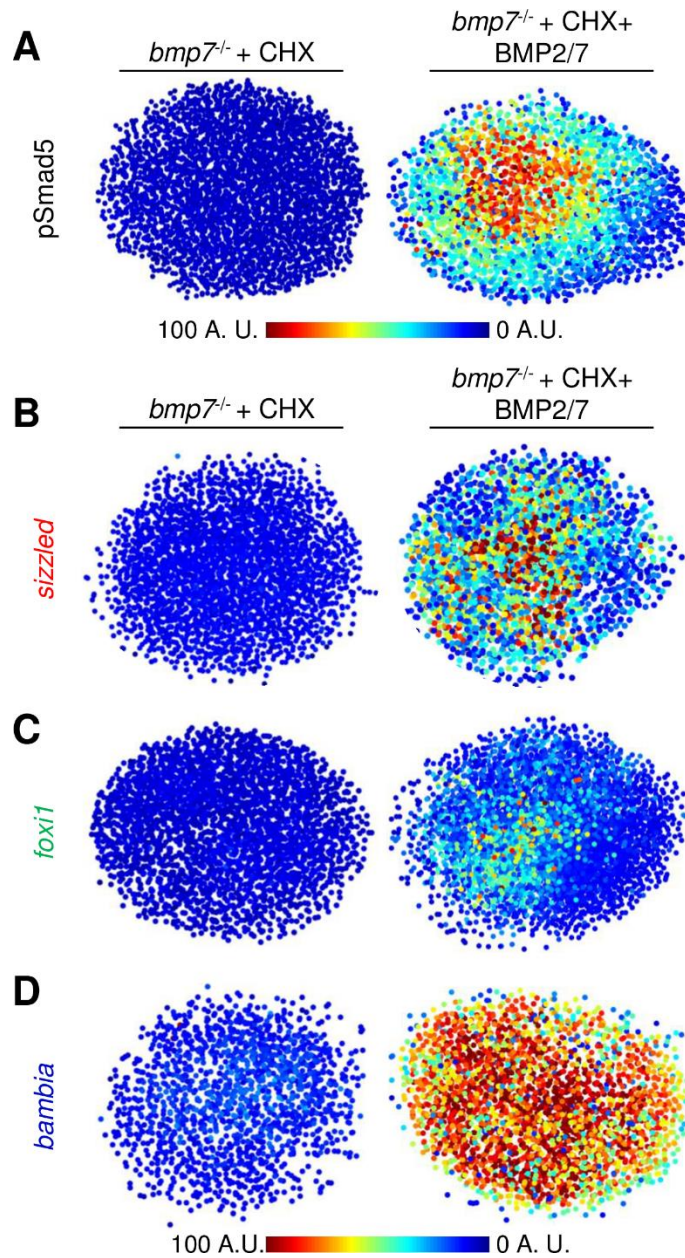 A
bmp7-/- + CHX
bmp7-/- + CHX+
BMP2/7
pSmad5
100 A. U.
0 A.U.
bmp7-/- + CHX
bmp7-/- + CHX+
BMP2/7
B
sizzled
C
foxi1
D
bambia
100 A.U.
0 A. U.